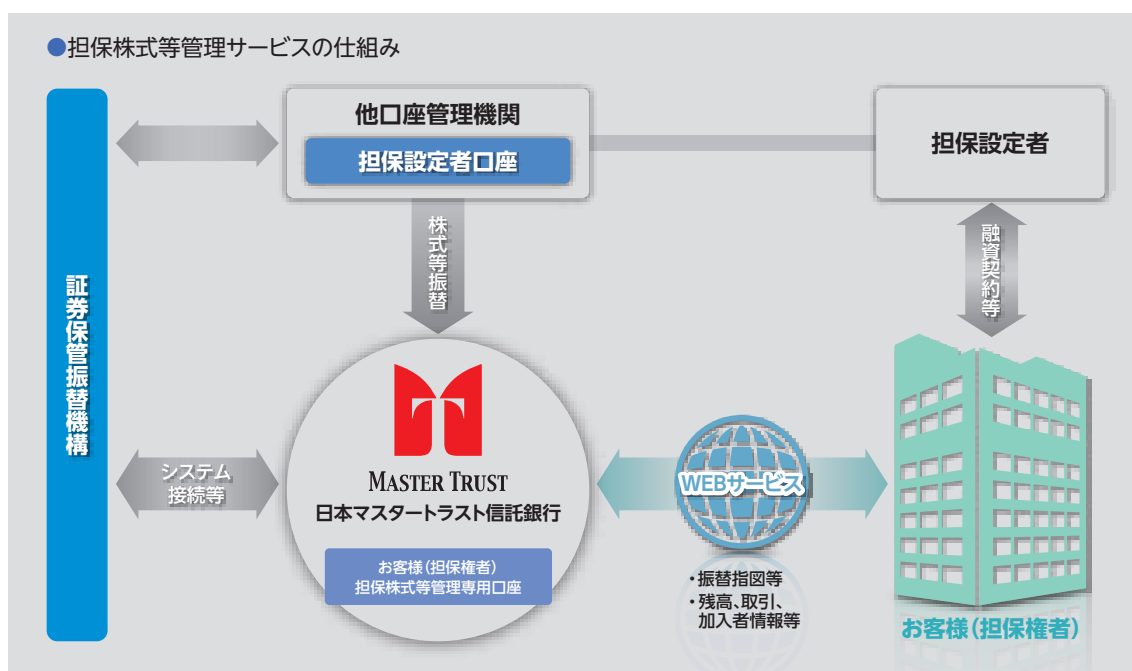 ●担保株式等管理サービスの仕組み
他口座管理機関
担保設定者口座
担保設定者
株式等振替
融資契約等
証券保管振替機構
システム
接続等
MASTER TRUST
日本マスタートラスト信託銀行
お客様(担保権者)
担保株式等管理専用口座
WEBサービス
・振替指図等
・残高、取引、
加入者情報等
お客様(担保権者)